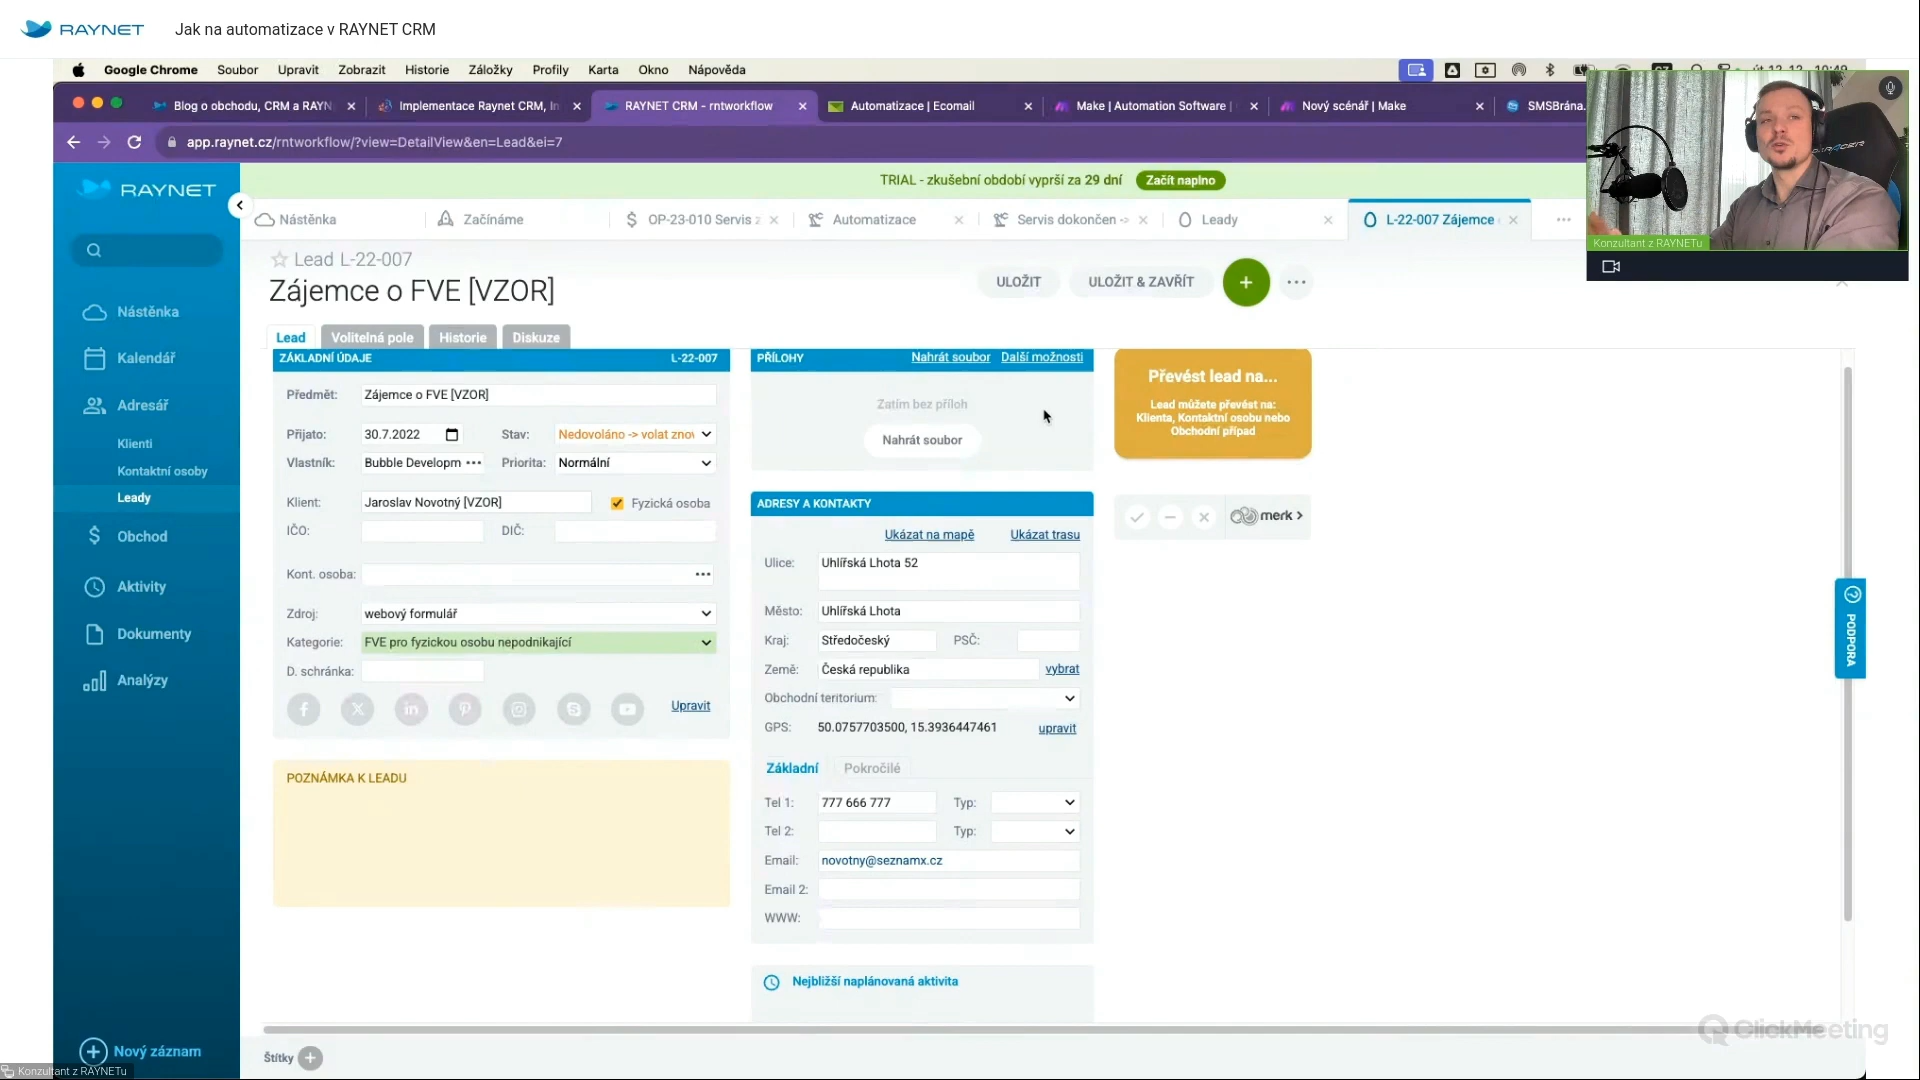 RAYNET Jak na automatizace v RAYNET CRM
Google Chrome Soubor Upravit Zobrazit Historie Záložky Profily Karta Okno Nápověda
Blog o obchodu, CRM a RAYN Implementace Raynet CRM, In RAYNET CRM - rntworkflow Automatizace | Ecomail Make | Automation Software | Nový scénář | Make SMSBrána.
app.raynet.cz/rntworkflow/?view=DetailView&en=Lead&ei=7
RAYNET
TRIAL - zkušební období vyprší za 29 dní Začít naplno
Nástěnka Začínáme OP-23-010 Servis Automatizace Servis dokončen -> Leady L-22-007 Zájemce
Konzultant z RAYNETu
Lead L-22-007
Zájemce o FVE [VZOR]
ULOŽIT ULOŽIT & ZAVŘÍT
Lead Volitelná pole Historie Diskuze
Nástěnka
Kalendář
Adresář
Klienti
Kontaktní osoby
Leady
Obchod
Aktivity
Dokumenty
Analýzy
Nový záznam
Konzultant z RAYNETu
ZÁKLADNÍ ÚDAJE L-22-007
Předmět: Zájemce o FVE [VZOR]
Přijato: 30.7.2022 Stav: Nedovoláno -> volat znov
Vlastník: Bubble Developm Priorita: Normální
Klient: Jaroslav Novotný [VZOR] Fyzická osoba
IČO: DIČ:
Kont. osoba:
Zdroj: webový formulář
Kategorie: FVE pro fyzickou osobu nepodnikající
D. schránka:
Upravit
POZNÁMKA K LEADU
PŘÍLOHY Nahrát soubor Další možnosti
Zatím bez příloh
Nahrát soubor
ADRESY A KONTAKTY
Ukázat na mapě Ukázat trasu
Ulice: Uhlířská Lhota 52
Město: Uhlířská Lhota
Kraj: Středočeský PSČ:
Země: Česká republika vybrat
Obchodní teritorium:
GPS: 50.0757703500, 15.3936447461 upravit
Základní Pokročilé
Tel 1: 777 666 777 Typ:
Tel 2: Typ:
Email: novotny@seznamx.cz
Email 2:
WWW:
Nejbližší naplánovaná aktivita
Převést lead na...
Lead můžete převést na:
Klienta, Kontaktní osobu nebo
Obchodní případ
merk
PODPORA
ClickMeeting
Štítky